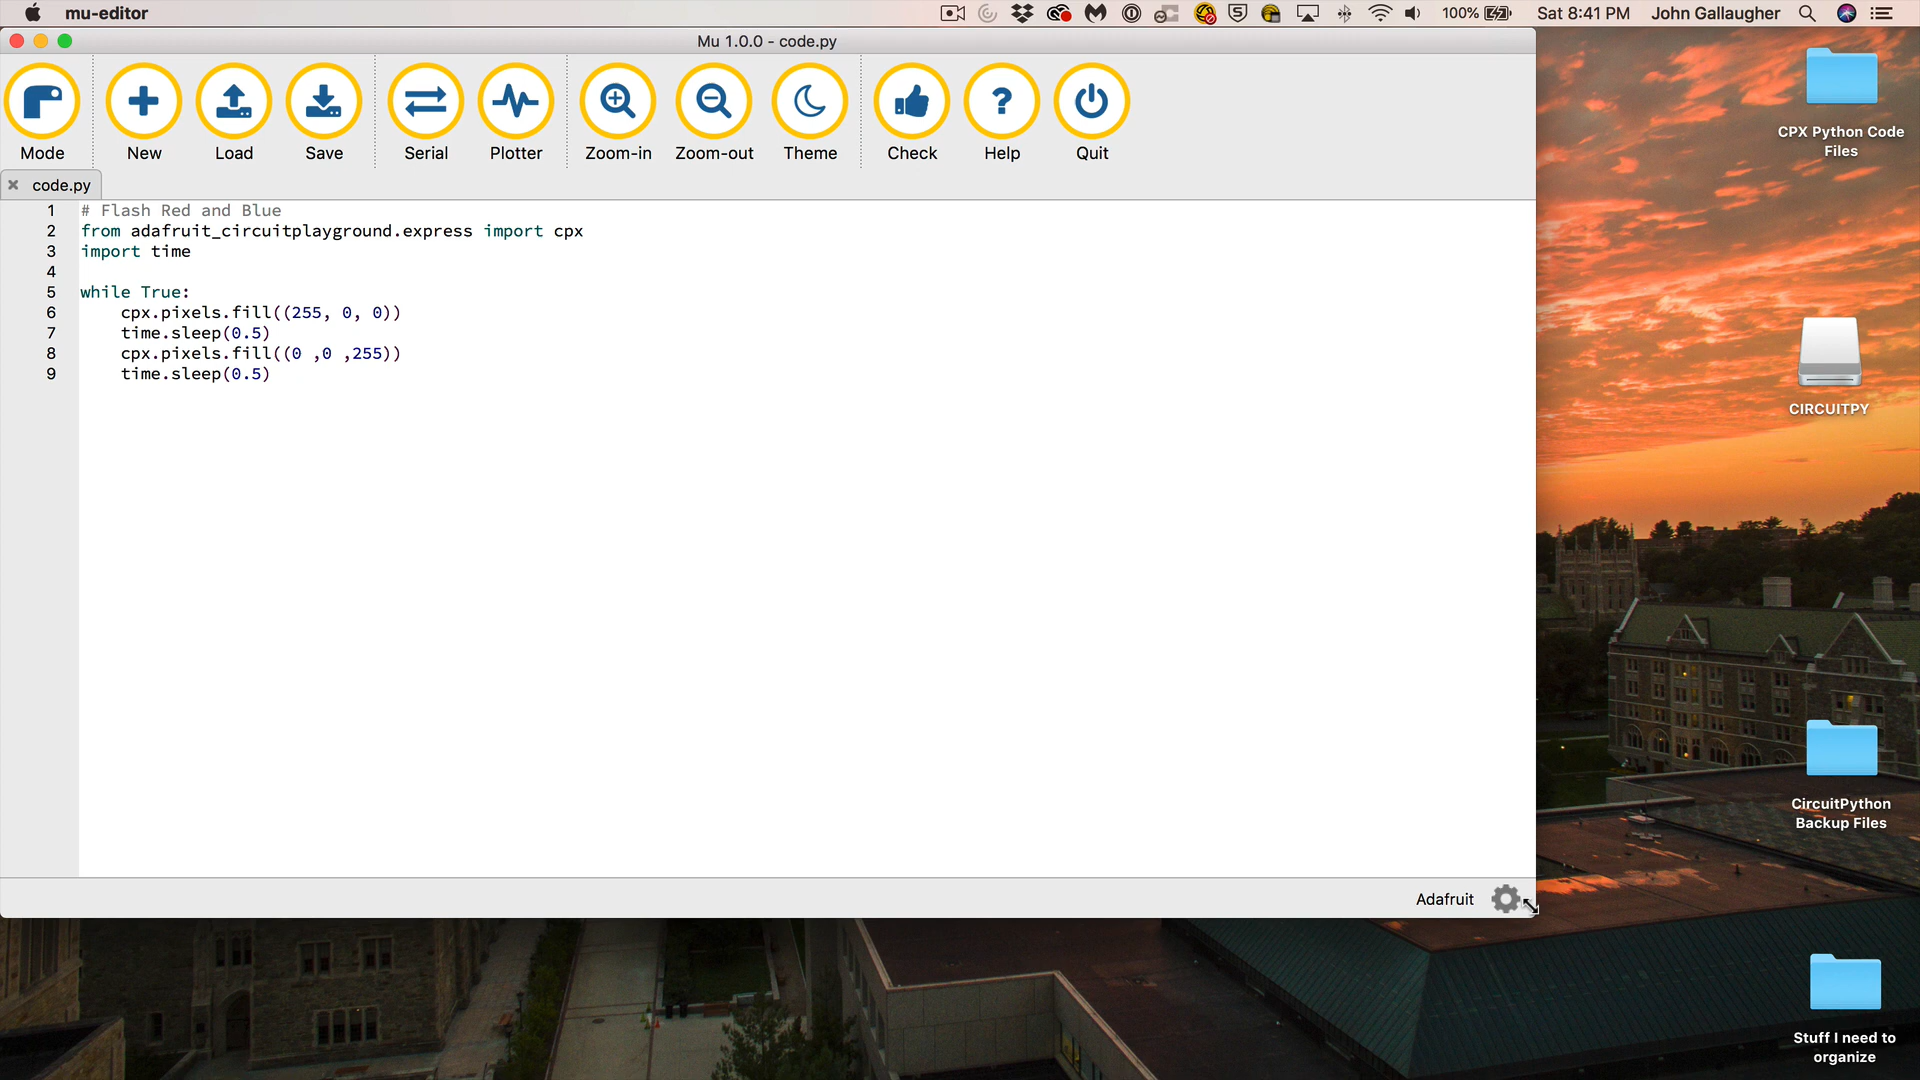 mu-editor
100%
Sat 8:41 PM
John Gallaugher
Mu 1.0.0 - code.py
Mode
New
Load
Save
Serial
Plotter
Zoom-in
Zoom-out
Theme
Check
Help
Quit
code.py
1 # Flash Red and Blue
2 from adafruit_circuitplayground.express import cpx
3 import time
4
5 while True:
6 cpx.pixels.fill((255, 0, 0))
7 time.sleep(0.5)
8 cpx.pixels.fill((0 ,0 ,255))
9 time.sleep(0.5)
Adafruit
CPX Python Code
Files
CIRCUITPY
CircuitPython
Backup Files
Stuff I need to
organize